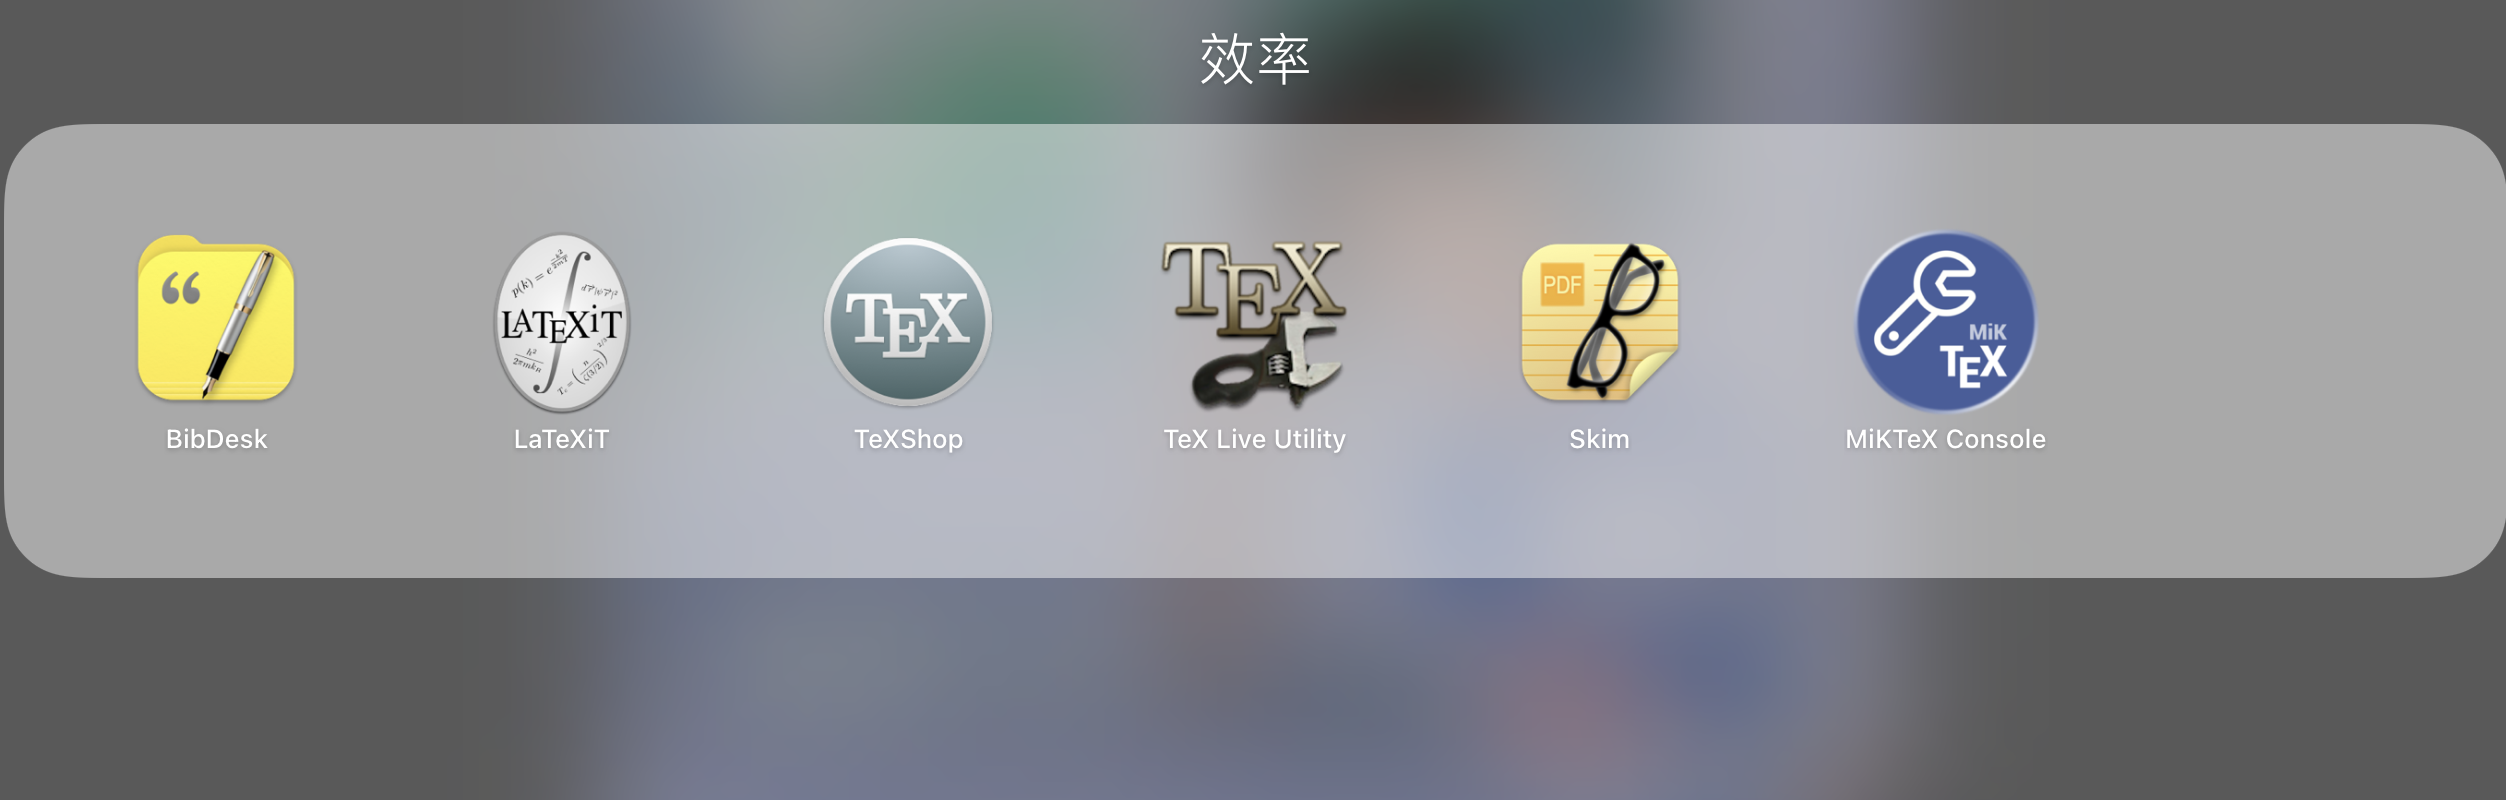 效率
“
LATEXiT
TEX
TEX
PDF
MiK
TEX
BibDesk
LaTeXiT
TeXShop
TeX Live Utility
Skim
MiKTeX Console